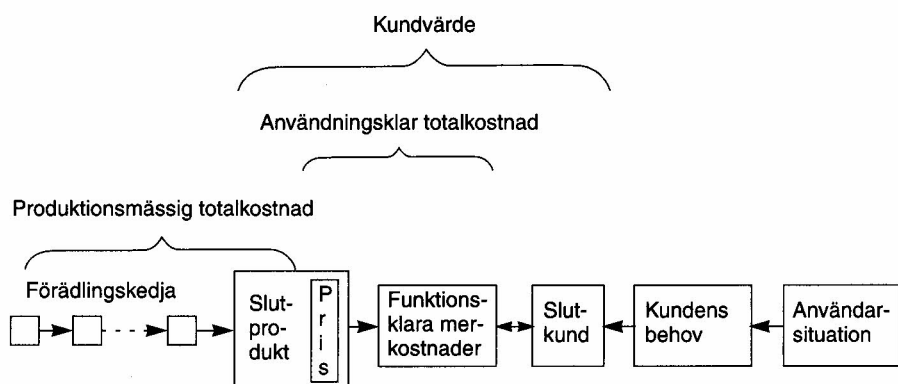 Kundvärde
Användningsklar totalkostnad
Produktionsmässig totalkostnad
Förädlingskedja
Slut-
pro-
dukt
Pris
Funktions-
klara mer-
kostnader
Slut-
kund
Kundens
behov
Användar-
situation